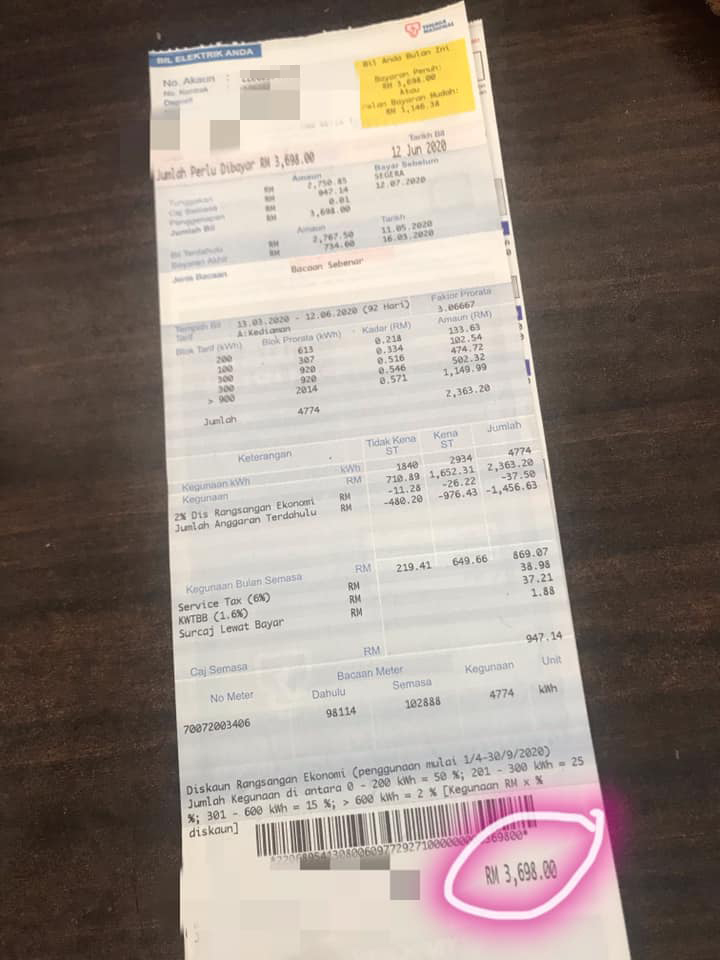 TENAGA
NASIONAL
BIL ELEKTRIK ANDA
No. Akaun :
No. Kontrak :
Deposit
Bil Anda Bulan Ini
Bayaran Penuh:
RM 3,698.00
Atau
Pelan Bayaran Mudah:
RM 1,146.38
Tarikh Bil
Jumlah Perlu Dibayar RM 3,698.00 12 Jun 2020
Amaun Bayar Sebelum
Tunggakan RM 2,750.85 SEGERA
Caj Semasa RM 947.14 12.07.2020
Penggenapan RM 0.01
Jumlah Bil RM 3,698.00
Amaun Tarikh
Bil Terdahulu RM 2,767.50 11.05.2020
Bayaran Akhir RM 734.60 16.03.2020
Jenis Bacaan Bacaan Sebenar
Tempoh Bil 13.03.2020 - 12.06.2020 (92 Hari) Faktor Prorata
Tarif A:Kediaman 3.06667
Blok Tarif (kWh) Blok Prorata (kWh) Kadar (RM) Amaun (RM)
200 613 0.218 133.63
100 307 0.334 102.54
300 920 0.516 474.72
300 920 0.546 502.32
> 900 2014 0.571 1,149.99
Jumlah 4774 2,363.20
Keterangan Tidak Kena ST Kena ST Jumlah
Kegunaan kWh kWh 1840 2934 4774
Kegunaan RM 710.89 1,652.31 2,363.20
2% Dis Rangsangan Ekonomi RM -11.28 -26.22 -37.50
Jumlah Anggaran Terdahulu RM -480.20 -976.43 -1,456.63
Kegunaan Bulan Semasa RM 219.41 649.66 869.07
Service Tax (6%) RM 38.98
KWTBB (1.6%) RM 37.21
Surcaj Lewat Bayar RM 1.88
Caj Semasa RM 947.14
No Meter Bacaan Meter Kegunaan Unit
Dahulu Semasa
70072003406 98114 102888 4774 kWh
Diskaun Rangsangan Ekonomi (penggunaan mulai 1/4-30/9/2020)
Jumlah Kegunaan di antara 0 - 200 kWh = 50 %; 201 - 300 kWh = 25
%; 301 - 600 kWh = 15 %; > 600 kWh = 2 % [Kegunaan RM x %
diskaun]
RM 3,698.00